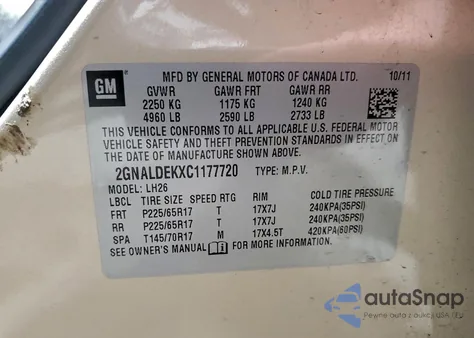 GM
MFD BY GENERAL MOTORS OF CANADA LTD. 10/11
GVWR GAWR FRT GAWR RR
2250 KG 1175 KG 1240 KG
4960 LB 2590 LB 2733 LB
THIS VEHICLE CONFORMS TO ALL APPLICABLE U.S. FEDERAL MOTOR
VEHICLE SAFETY AND THEFT PREVENTION STANDARDS IN EFFECT ON
THE DATE OF MANUFACTURE SHOWN ABOVE.
2GNALDEKXC1177720 TYPE: M.P.V.
MODEL: LH26
LBCL TIRE SIZE SPEED RTG RIM COLD TIRE PRESSURE
FRT P225/65R17 T 17X7J 240KPA(35PSI)
RR P225/65R17 T 17X7J 240KPA(35PSI)
SPA T145/70R17 M 17X4.5T 420KPA(60PSI)
SEE OWNER'S MANUAL FOR MORE INFORMATION
autaSnap
Pewne auto z USA i